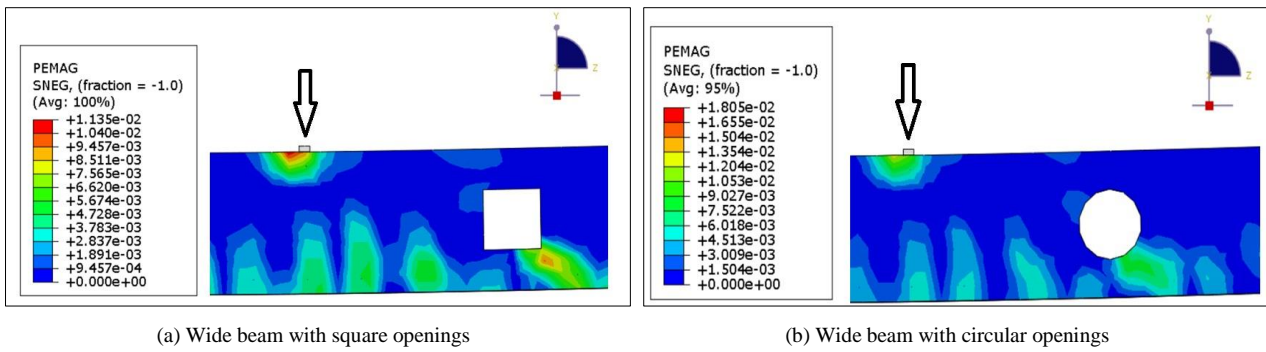 PEMAG
SNEG, (fraction = -1.0)
(Avg: 100%)
+1.135e-02
+1.040e-02
+9.457e-03
+8.511e-03
+7.565e-03
+6.620e-03
+5.674e-03
+4.728e-03
+3.783e-03
+2.837e-03
+1.891e-03
+9.457e-04
+0.000e+00
Y
Z
(a) Wide beam with square openings
PEMAG
SNEG, (fraction = -1.0)
(Avg: 95%)
+1.805e-02
+1.655e-02
+1.504e-02
+1.354e-02
+1.204e-02
+1.053e-02
+9.027e-03
+7.522e-03
+6.018e-03
+4.513e-03
+3.009e-03
+1.504e-03
+0.000e+00
Y
Z
(b) Wide beam with circular openings